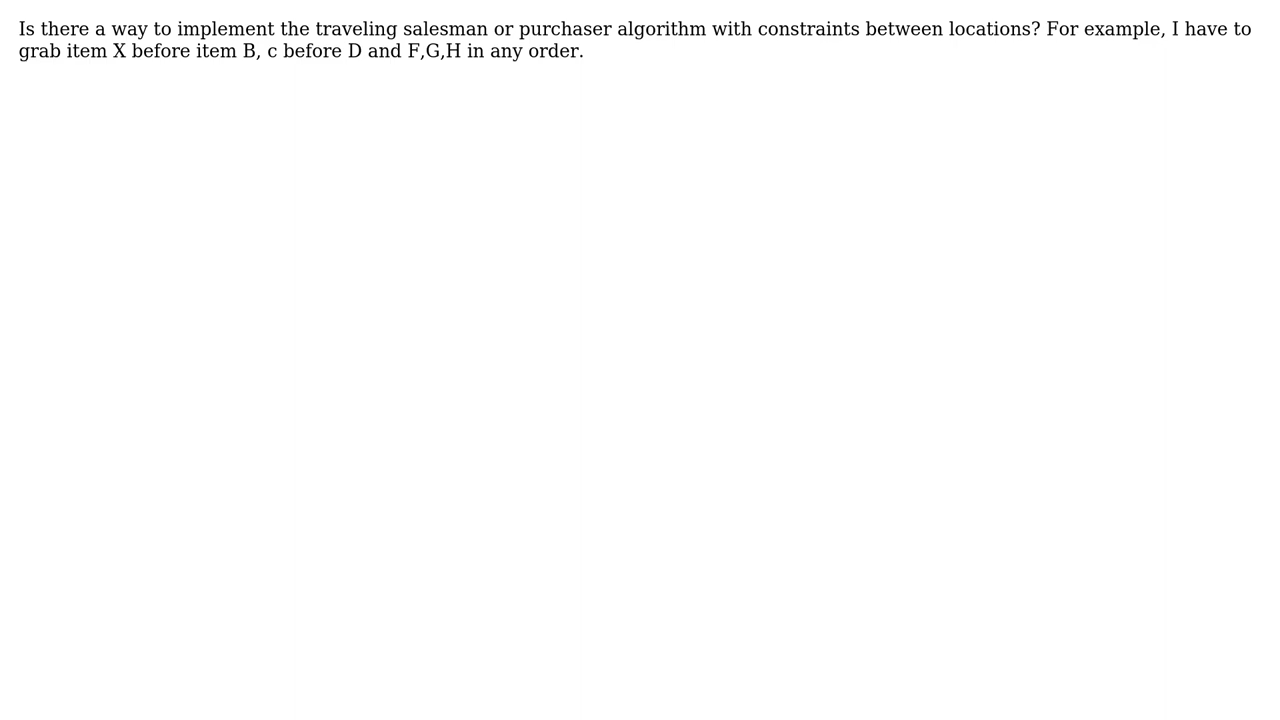 Is there a way to implement the traveling salesman or purchaser algorithm with constraints between locations? For example, I have to
grab item X before item B, c before D and F,G,H in any order.